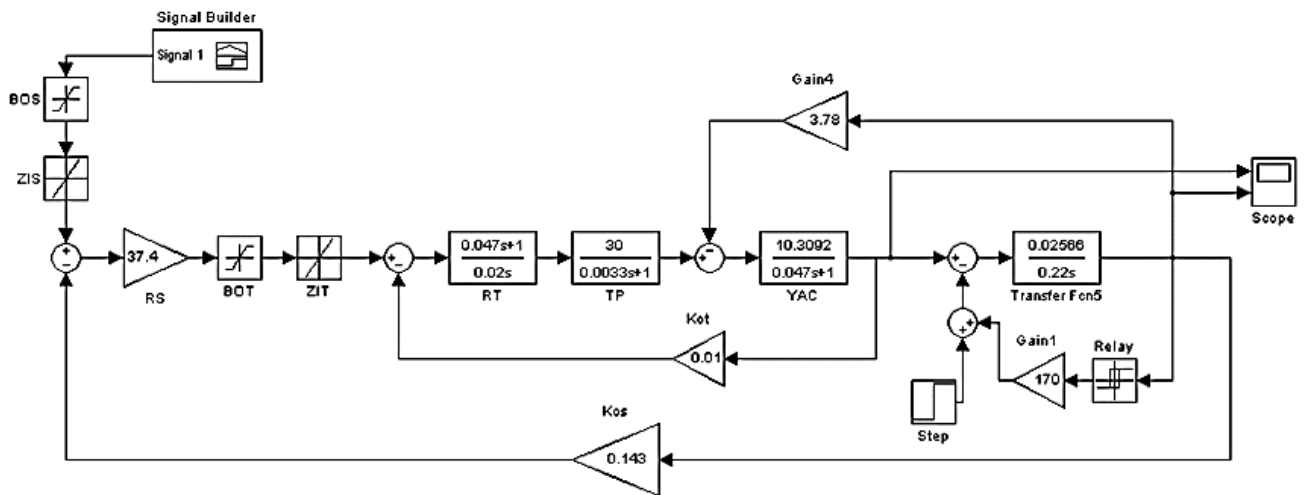 Signal Builder
Signal 1
BOS
ZIS
Gain4
3.78
Scope
+
-
37.4
RS
BOT
ZIT
+
-
0.047s+1
0.02s
RT
30
0.0033s+1
TP
+
-
10.3092
0.047s+1
YAC
+
-
0.02566
0.22s
Transfer Fcn5
Kot
0.01
+
+
Gain1
170
Relay
Step
Kos
0.143